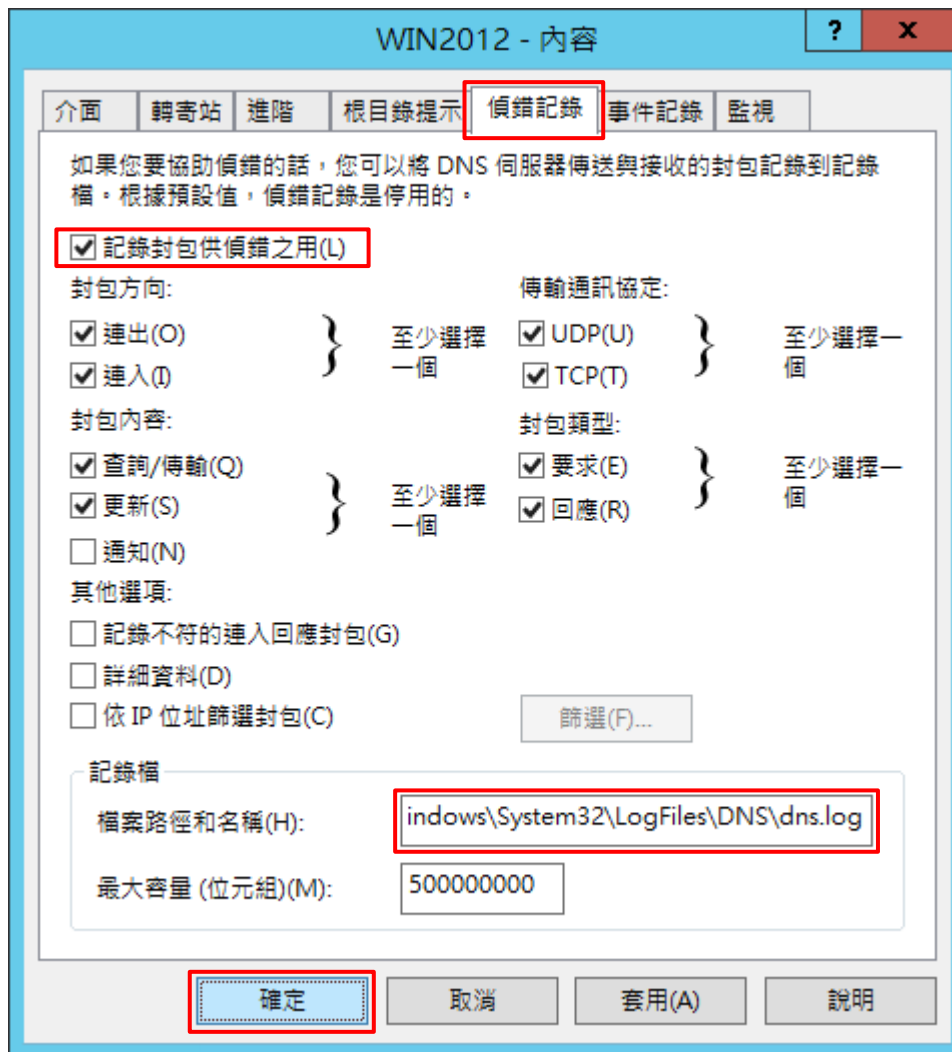 WIN2012 - 內容
?
x
介面
轉寄站
進階
根目錄提示
偵錯記錄
事件記錄
監視
如果您要協助偵錯的話，您可以將 DNS 伺服器傳送與接收的封包記錄到記錄
檔。根據預設值，偵錯記錄是停用的。
記錄封包供偵錯之用(L)
封包方向:
傳輸通訊協定:
連出(O)
連入(I)
至少選擇
一個
UDP(U)
TCP(T)
至少選擇一
個
封包內容:
封包類型:
查詢/傳輸(Q)
更新(S)
通知(N)
至少選擇
一個
要求(E)
回應(R)
至少選擇一
個
其他選項:
記錄不符的連入回應封包(G)
詳細資料(D)
依 IP 位址篩選封包(C)
篩選(F)...
記錄檔
檔案路徑和名稱(H):
indows\System32\LogFiles\DNS\dns.log
最大容量 (位元組)(M):
500000000
確定
取消
套用(A)
說明